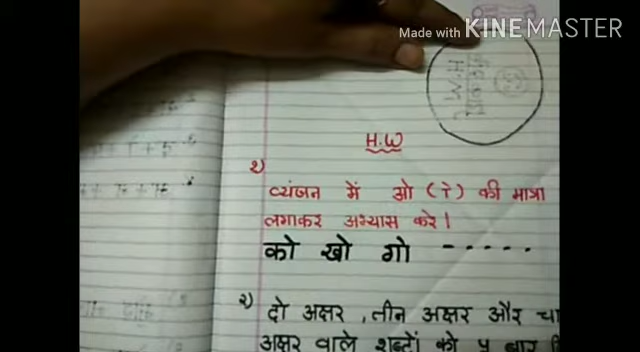 Made with KINEMASTER
H.W
१)
व्यंजन में ओ (ो) की मात्रा
लगाकर अभ्यास करे।
को खो गो -----
२) दो अक्षर, तीन अक्षर और
अक्षर वाले शब्दों को ५ बार